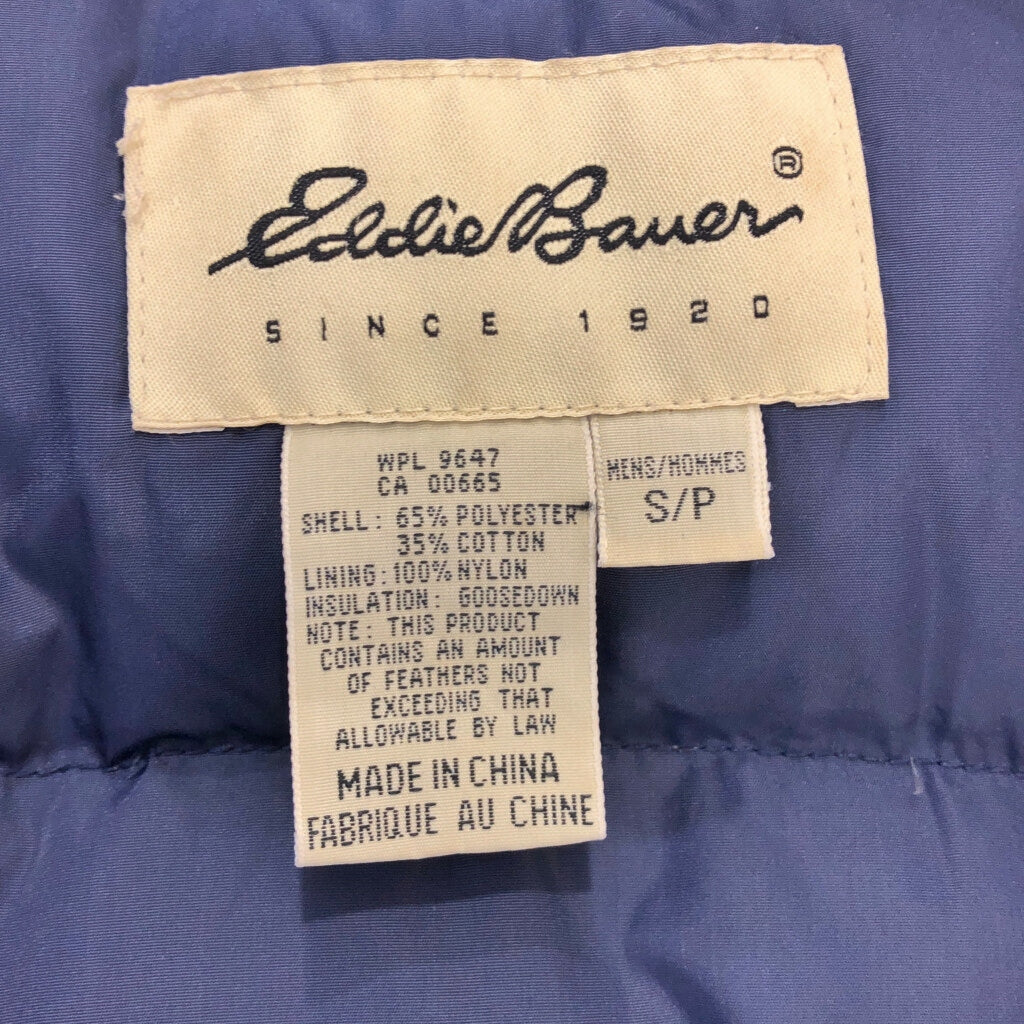 Eddie Bauer®
SINCE 1920
WPL 9647
CA 00665
SHELL: 65% POLYESTER
35% COTTON
LINING: 100% NYLON
INSULATION: GOOSEDOWN
NOTE: THIS PRODUCT
CONTAINS AN AMOUNT
OF FEATHERS NOT
EXCEEDING THAT
ALLOWABLE BY LAW
MADE IN CHINA
FABRIQUE AU CHINE
MENS/HOMMES
S/P